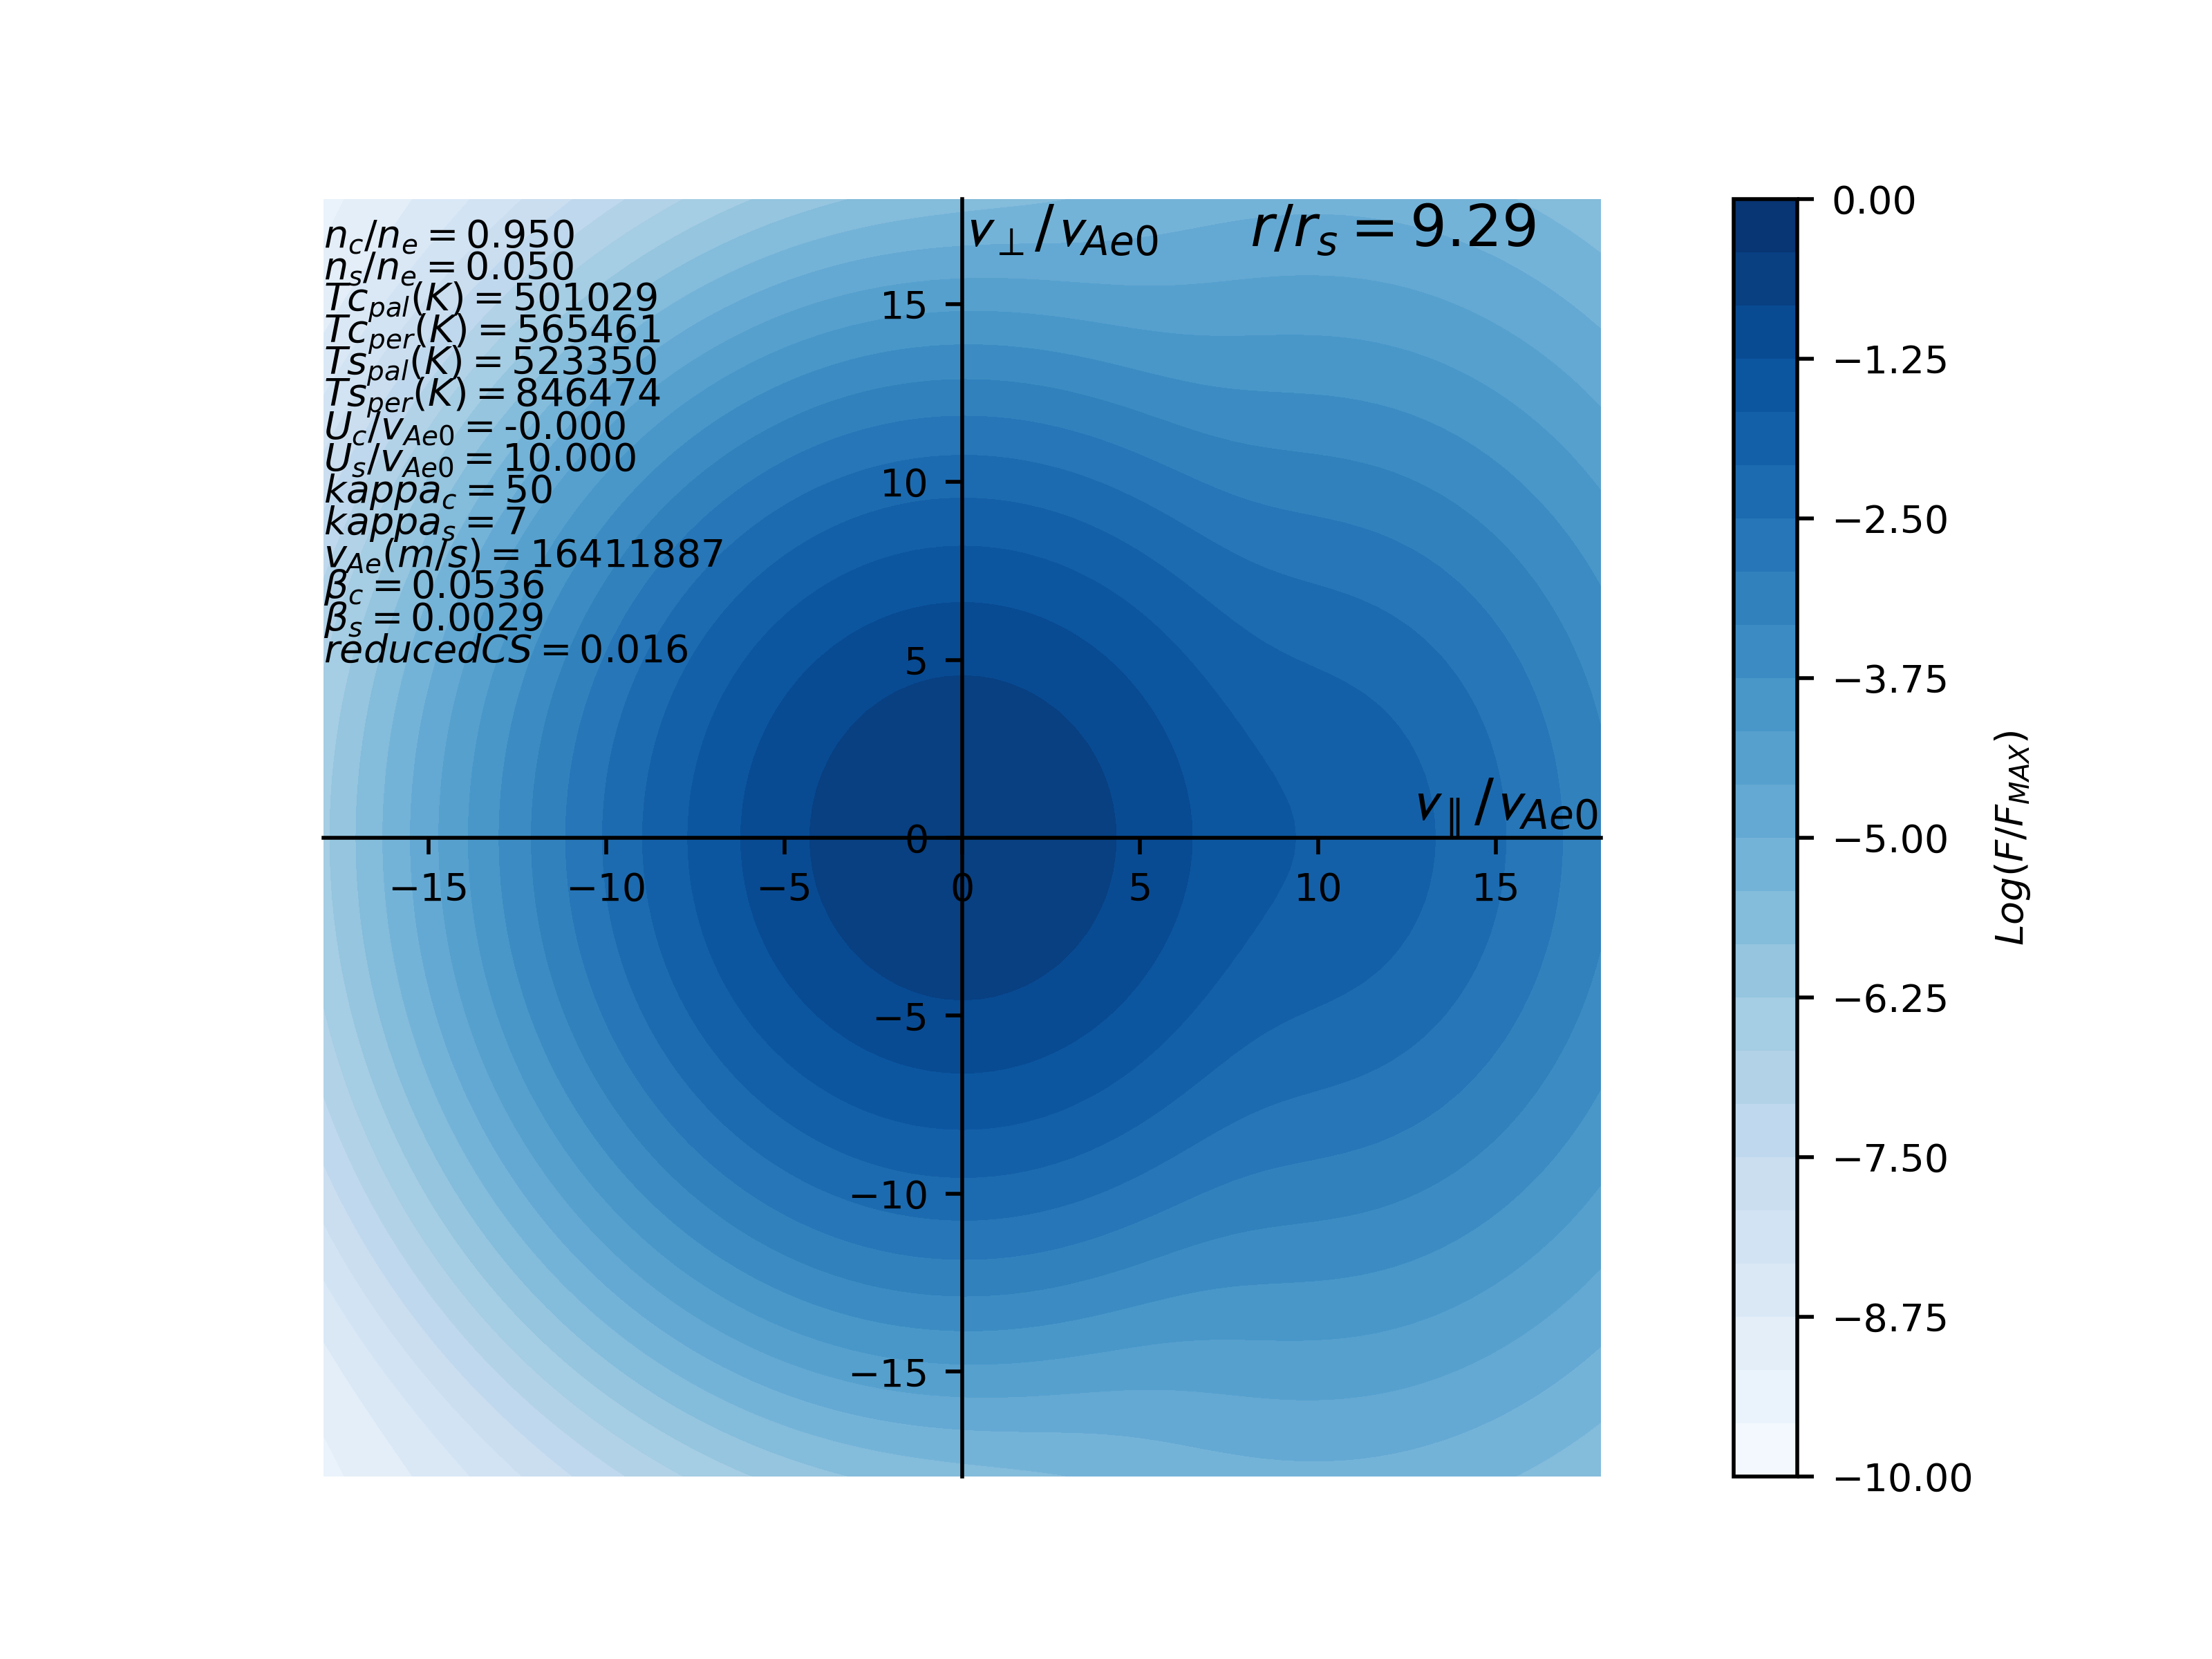 n_c/n_e = 0.950
n_s/n_e = 0.050
Tc_pal(K) = 501029
Tc_per(K) = 565461
Ts_pal(K) = 523350
Ts_per(K) = 846474
U_c/v_Ae0 = -0.000
U_s/v_Ae0 = 10.000
kappa_c = 50
kappa_s = 7
v_Ae(m/s) = 16411887
β_c = 0.0536
β_s = 0.0029
reducedCS = 0.016
v_⊥/v_Ae0
r/r_s = 9.29
15
10
5
0
−5
−10
−15
v_∥/v_Ae0
−15 −10 −5 0 5 10 15
0.00
−1.25
−2.50
−3.75
−5.00
−6.25
−7.50
−8.75
−10.00
Log(F/F_MAX)